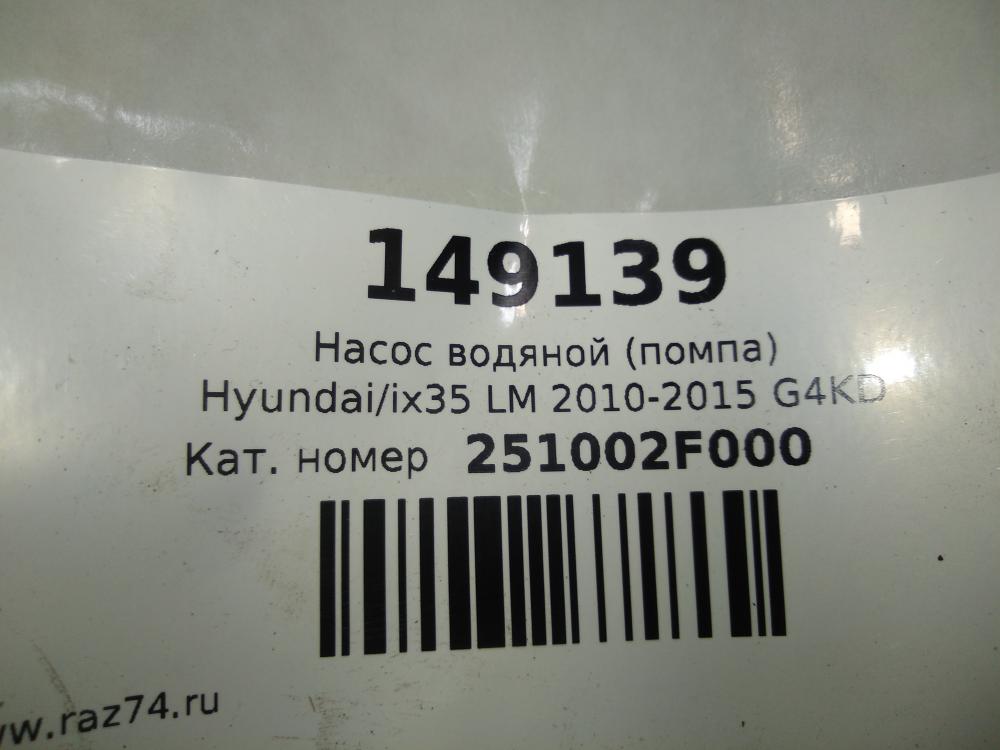 149139
Насос водяной (помпа)
Hyundai/ix35 LM 2010-2015 G4KD
Кат. номер 251002F000
w.raz74.ru